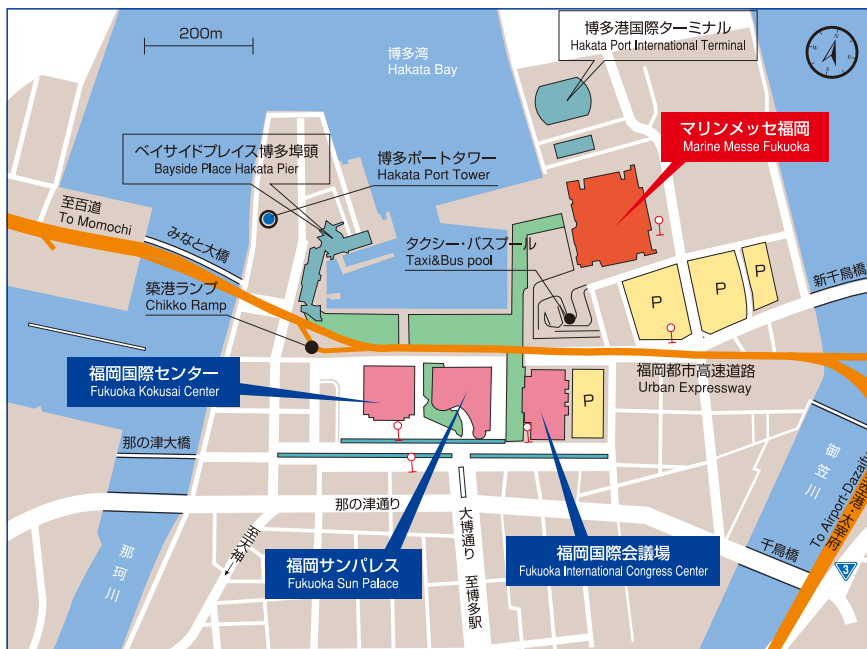 200m
博多湾
Hakata Bay
博多港国際ターミナル
Hakata Port International Terminal
N
W
E
S
ベイサイドプレイス博多埠頭
Bayside Place Hakata Pier
博多ポートタワー
Hakata Port Tower
マリンメッセ福岡
Marine Messe Fukuoka
至百道
To Momochi
みなと大橋
タクシー・バスプール
Taxi&Bus pool
新千鳥橋
築港ランプ
Chikko Ramp
P
P
P
福岡国際センター
Fukuoka Kokusai Center
福岡都市高速道路
Urban Expressway
P
那の津大橋
御笠川
那の津通り
大博通り
至博多駅
至天神
福岡サンパレス
Fukuoka Sun Palace
福岡国際会議場
Fukuoka International Congress Center
千鳥橋
To Airport-Dazaifu
至空港・太宰府
那珂川
3